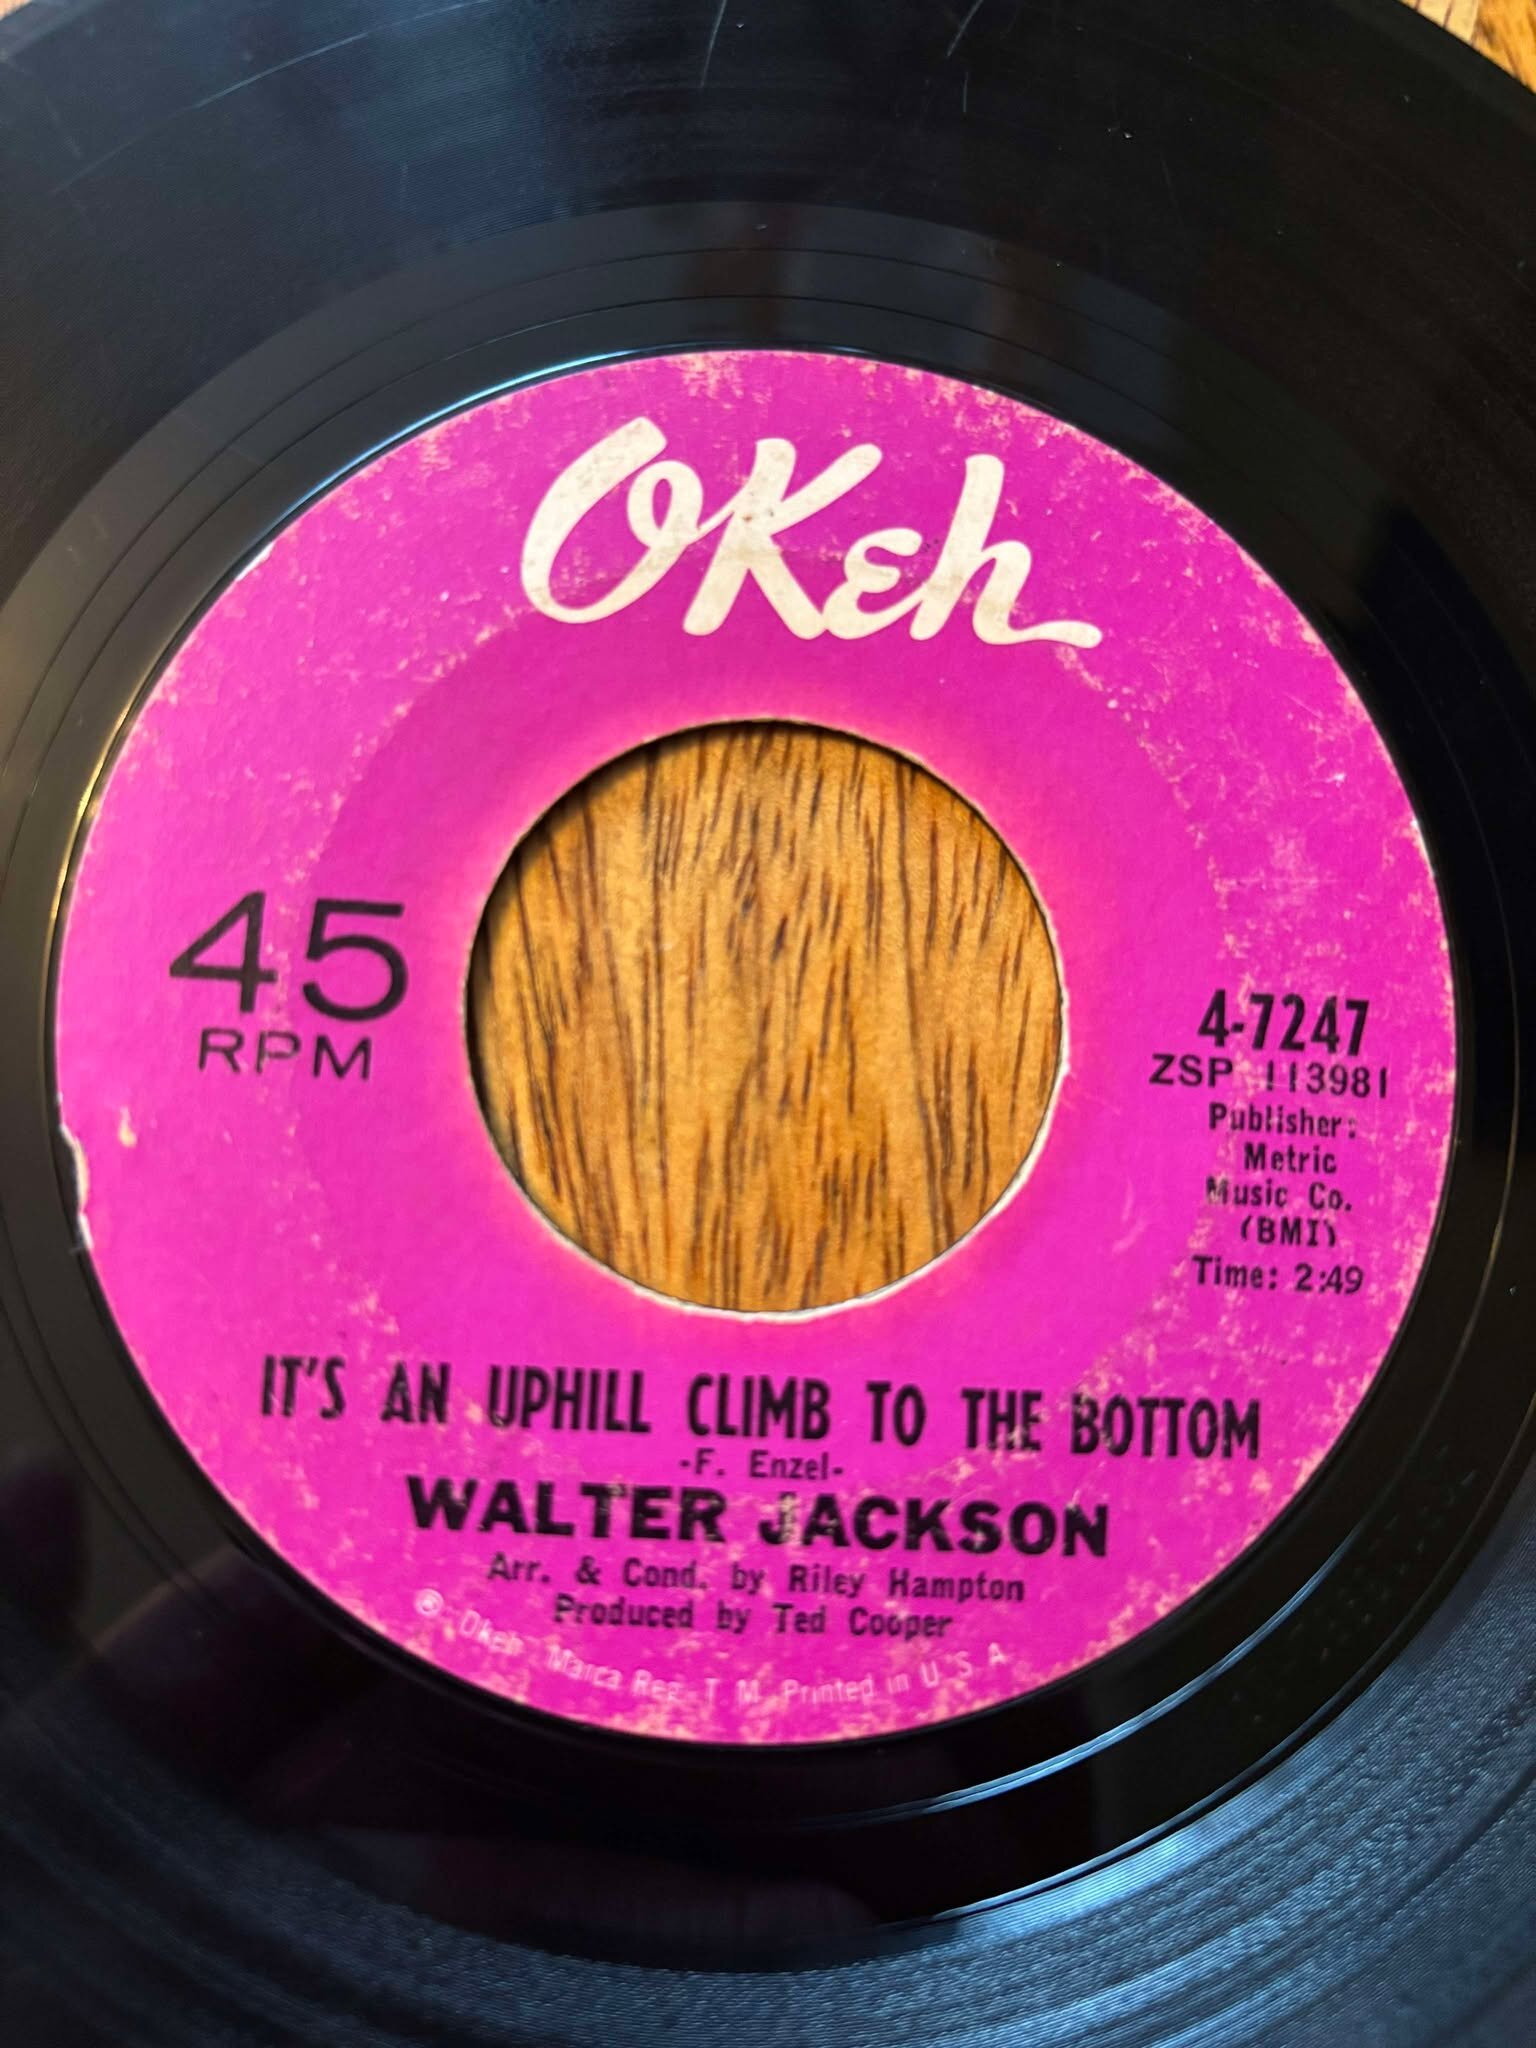 OKeh
45
RPM
4-7247
ZSP 113981
Publisher:
Metric
Music Co.
(BMI)
Time: 2:49
IT'S AN UPHILL CLIMB TO THE BOTTOM
-F. Enzel-
WALTER JACKSON
Arr. & Cond. by Riley Hampton
Produced by Ted Cooper
® Okeh Marca Reg. T. M. Printed in U. S. A.